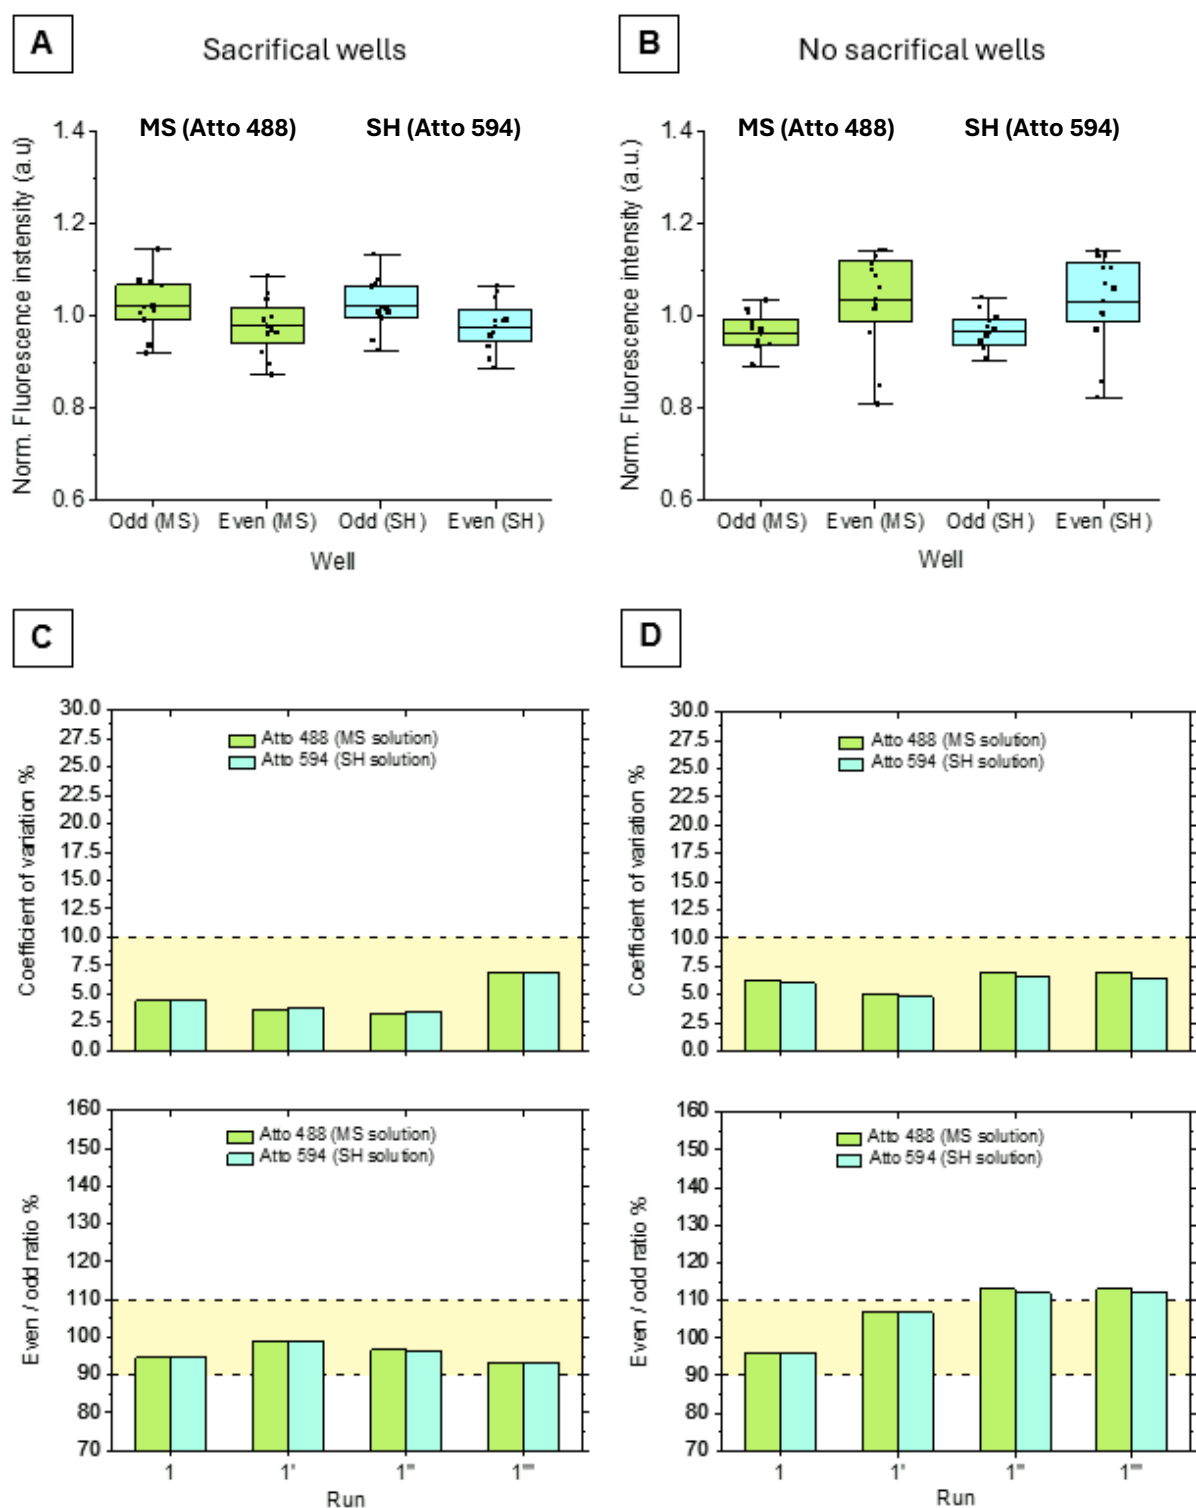 A
Sacrifical wells
B
No sacrifical wells
MS (Atto 488)
SH (Atto 594)
MS (Atto 488)
SH (Atto 594)
Norm. Fluorescence instensity (a.u)
1.4
1.2
1.0
0.8
0.6
Odd (MS)
Even (MS)
Odd (SH)
Even (SH)
Well
Norm. Fluorescence intensity (a.u.)
1.4
1.2
1.0
0.8
0.6
Odd (MS)
Even (MS)
Odd (SH)
Even (SH)
Well
C
D
Coefficient of variation %
30.0
27.5
25.0
22.5
20.0
17.5
15.0
12.5
10.0
7.5
5.0
2.5
0.0
Atto 488 (MS solution)
Atto 594 (SH solution)
Coefficient of variation %
30.0
27.5
25.0
22.5
20.0
17.5
15.0
12.5
10.0
7.5
5.0
2.5
0.0
Atto 488 (MS solution)
Atto 594 (SH solution)
Even / odd ratio %
160
150
140
130
120
110
100
90
80
70
Atto 488 (MS solution)
Atto 594 (SH solution)
1
1'
1''
1'''
Run
Even / odd ratio %
160
150
140
130
120
110
100
90
80
70
Atto 488 (MS solution)
Atto 594 (SH solution)
1
1'
1''
1'''
Run